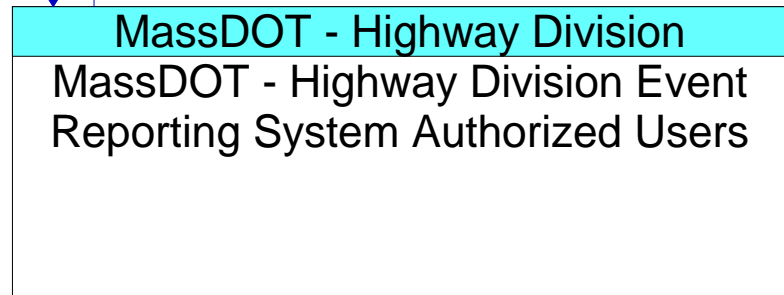 MassDOT - Highway Division
MassDOT - Highway Division Event
Reporting System Authorized Users